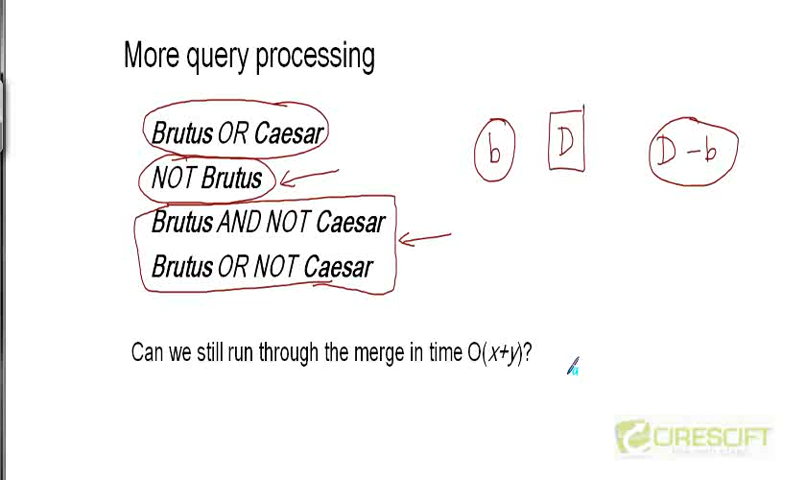 More query processing
Brutus OR Caesar
NOT Brutus
Brutus AND NOT Caesar
Brutus OR NOT Caesar
b
D
D - b
Can we still run through the merge in time O(x+y)?